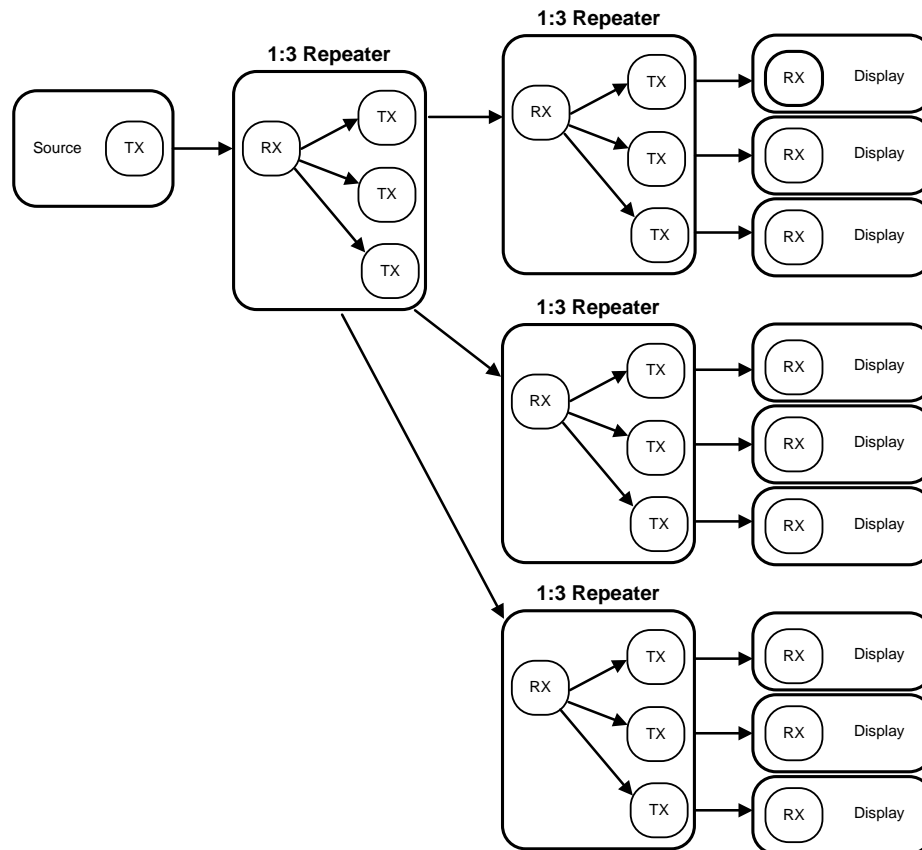 1:3 Repeater
Source
TX
RX
TX
TX
TX
1:3 Repeater
RX
TX
TX
TX
RX
Display
RX
Display
RX
Display
1:3 Repeater
RX
TX
TX
TX
RX
Display
RX
Display
RX
Display
1:3 Repeater
RX
TX
TX
TX
RX
Display
RX
Display
RX
Display